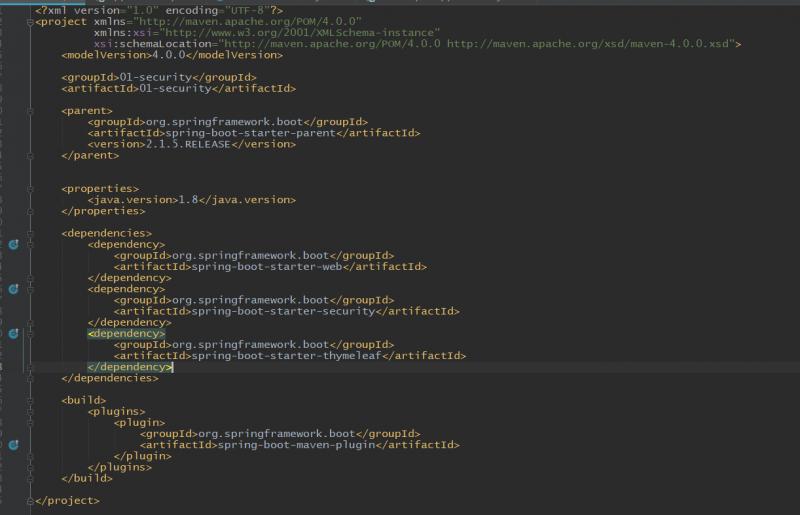 <?xml version="1.0" encoding="UTF-8"?>
<project xmlns="http://maven.apache.org/POM/4.0.0"
xmlns:xsi="http://www.w3.org/2001/XMLSchema-instance"
xsi:schemaLocation="http://maven.apache.org/POM/4.0.0 http://maven.apache.org/xsd/maven-4.0.0.xsd">
<modelVersion>4.0.0</modelVersion>
<groupId>01-security</groupId>
<artifactId>01-security</artifactId>
<parent>
<groupId>org.springframework.boot</groupId>
<artifactId>spring-boot-starter-parent</artifactId>
<version>2.1.5.RELEASE</version>
</parent>
<properties>
<java.version>1.8</java.version>
</properties>
<dependencies>
<dependency>
<groupId>org.springframework.boot</groupId>
<artifactId>spring-boot-starter-web</artifactId>
</dependency>
<dependency>
<groupId>org.springframework.boot</groupId>
<artifactId>spring-boot-starter-security</artifactId>
</dependency>
<dependency>
<groupId>org.springframework.boot</groupId>
<artifactId>spring-boot-starter-thymeleaf</artifactId>
</dependency>
</dependencies>
<build>
<plugins>
<plugin>
<groupId>org.springframework.boot</groupId>
<artifactId>spring-boot-maven-plugin</artifactId>
</plugin>
</plugins>
</build>
</project>